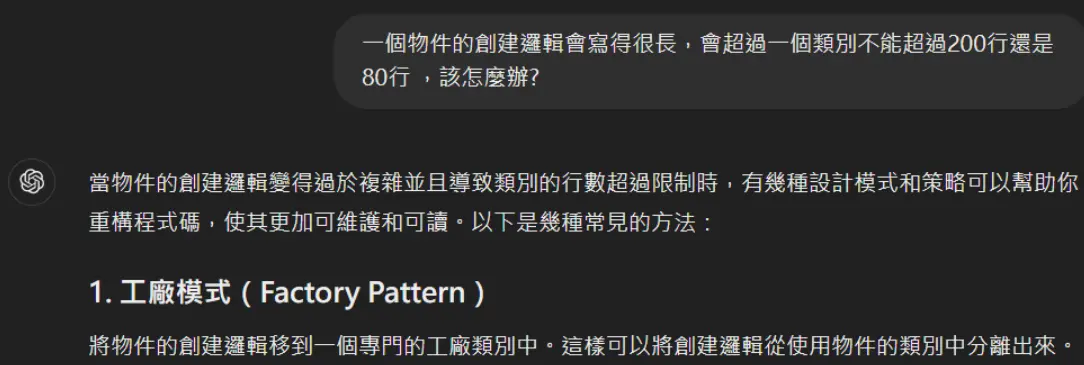 一個物件的創建邏輯會寫得很長，會超過一個類別不能超過200行還是
80行 ，該怎麼辦?
當物件的創建邏輯變得過於複雜並且導致類別的行數超過限制時，有幾種設計模式和策略可以幫助你
重構程式碼，使其更加可維護和可讀。以下是幾種常見的方法：
1. 工廠模式（Factory Pattern）
將物件的創建邏輯移到一個專門的工廠類別中。這樣可以將創建邏輯從使用物件的類別中分離出來。